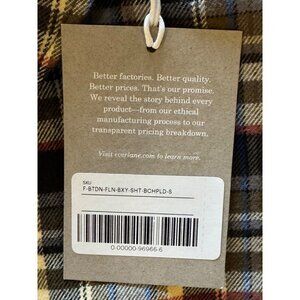 Better factories. Better quality.
Better prices. That's our promise.
We reveal the story behind every
product—from our ethical
manufacturing process to our
transparent pricing breakdown.
Visit everlane.com to learn more.
SKU
F-BTDN-FLN-BXY-SHT-BCHPLD-S
0-00000-96966-6